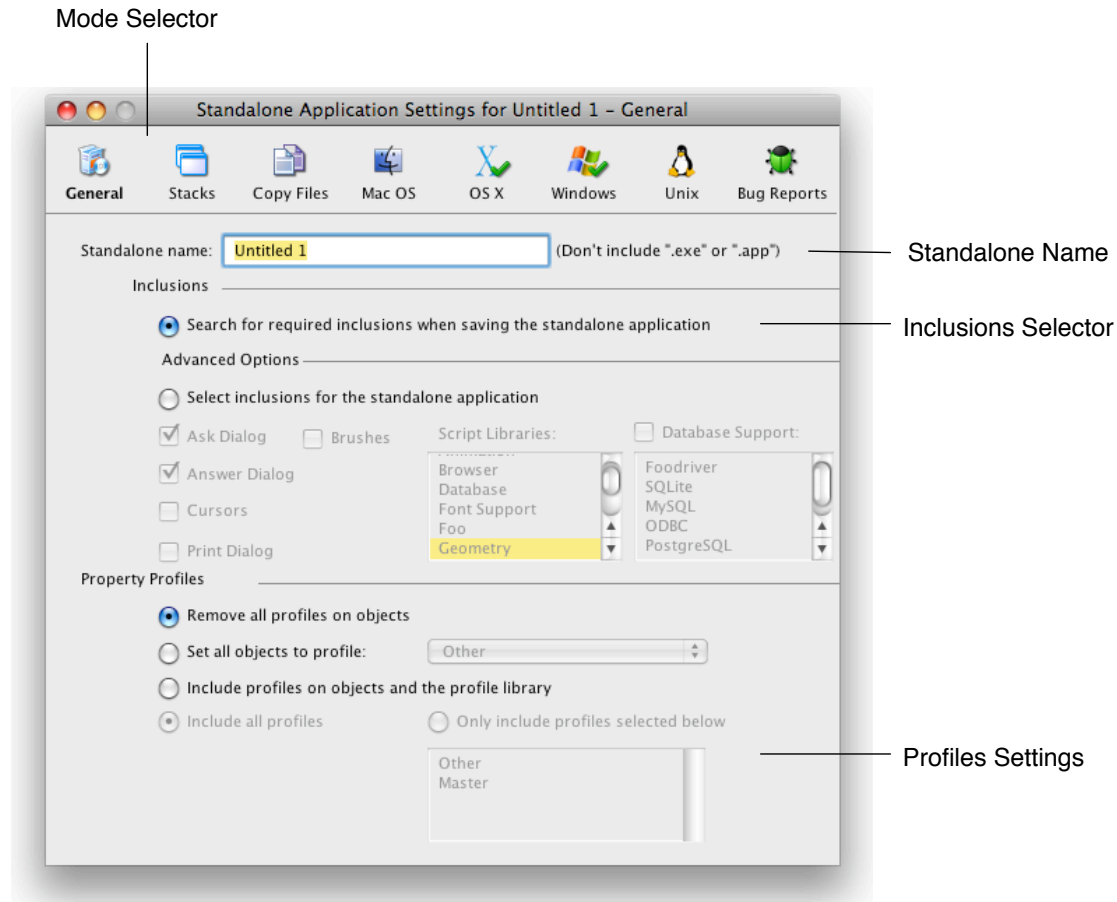 Mode Selector
Standalone Application Settings for Untitled 1 – General
General Stacks Copy Files Mac OS OS X Windows Unix Bug Reports
Standalone name: Untitled 1 (Don't include ".exe" or ".app")
Standalone Name
Inclusions
Search for required inclusions when saving the standalone application
Inclusions Selector
Advanced Options
Select inclusions for the standalone application
Ask Dialog Brushes Script Libraries: Database Support:
Answer Dialog
Cursors
Print Dialog
Browser
Database
Font Support
Foo
Geometry
Foodriver
SQLite
MySQL
ODBC
PostgreSQL
Property Profiles
Remove all profiles on objects
Set all objects to profile: Other
Include profiles on objects and the profile library
Include all profiles Only include profiles selected below
Other
Master
Profiles Settings